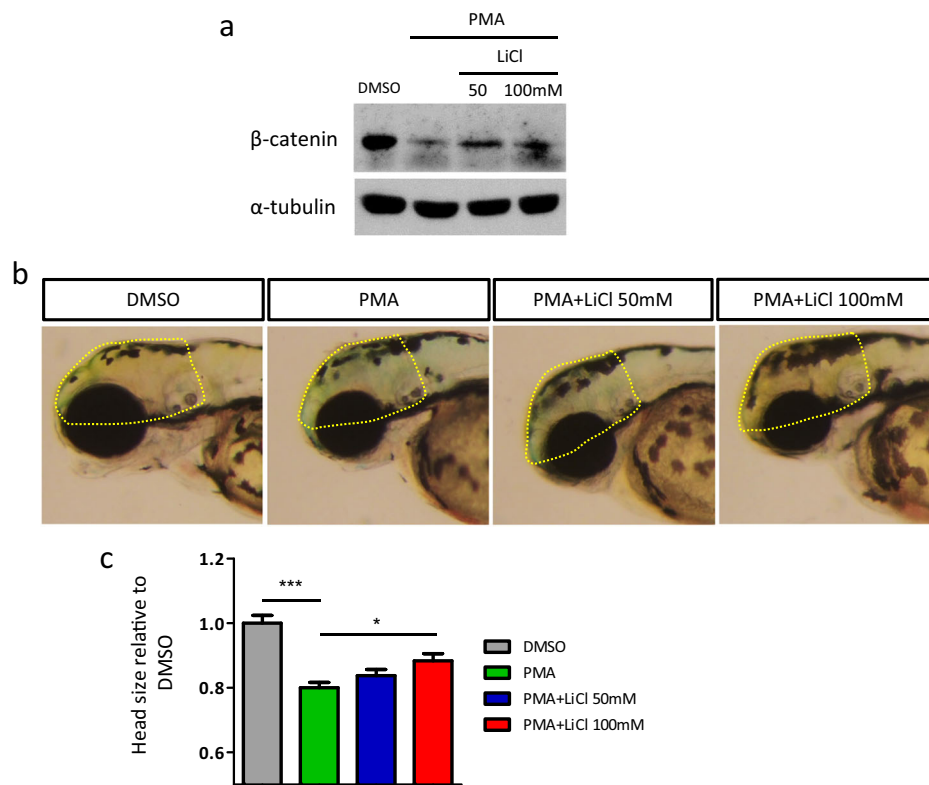 a
PMA
LiCl
DMSO 50 100mM
β-catenin
α-tubulin
b
DMSO PMA PMA+LiCl 50mM PMA+LiCl 100mM
c
Head size relative to
DMSO
1.2
1.0
0.8
0.6
***
*
DMSO
PMA
PMA+LiCl 50mM
PMA+LiCl 100mM